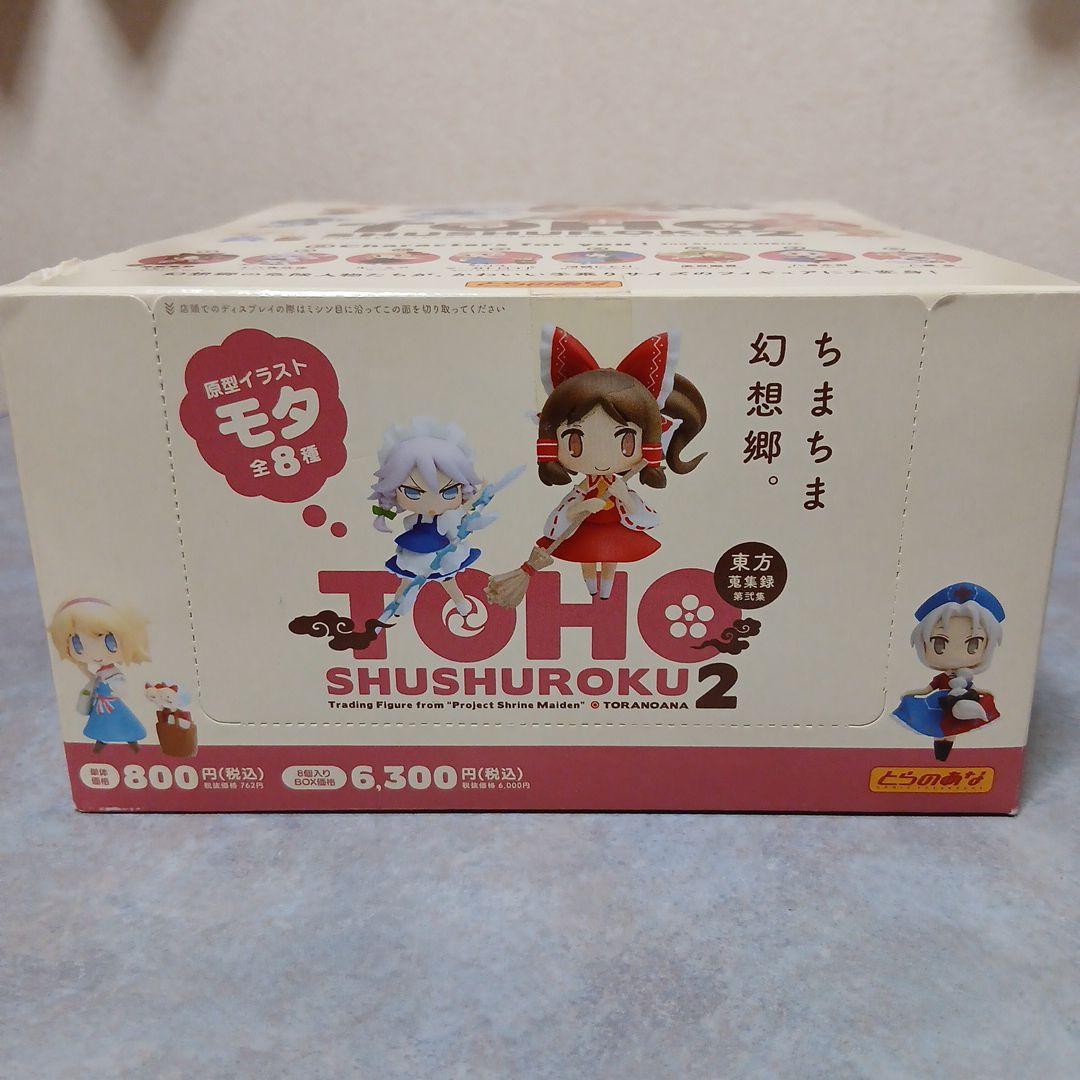 TOHO
characters for you!
店頭でのディスプレイの際はミシン目に沿ってこの面を切り取ってください
原型イラスト
モタ
全8種
ちまちま
幻想郷。
東方
蒐集録
第弐集
TOHO
SHUSHUROKU 2
Trading Figure from "Project Shrine Maiden" TORANOANA
単体
価格
800円(税込)
税抜価格 762円
8個入り
BOX価格
6,300円(税込)
税抜価格 6,000円
とらのあな